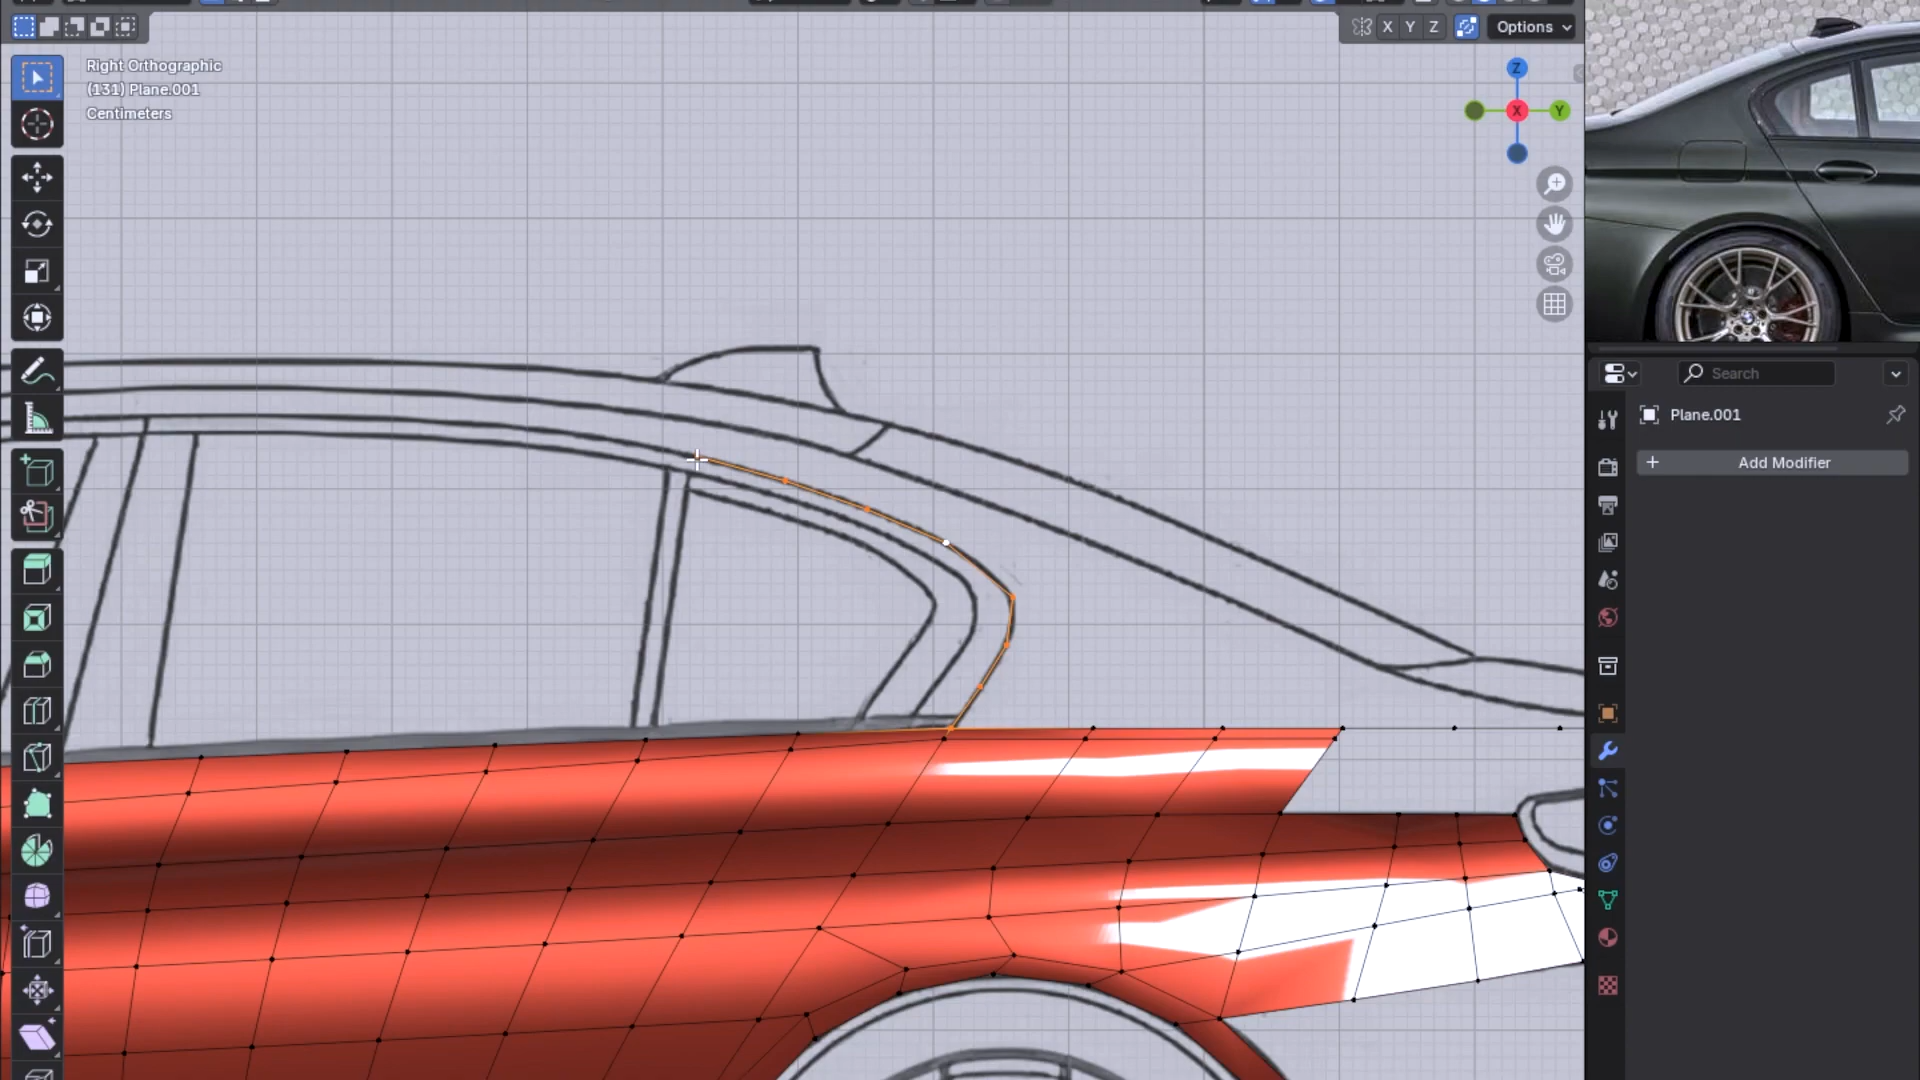 X Y Z Options
Right Orthographic
(131) Plane.001
Centimeters
Z
X
Y
Search
Plane.001
Add Modifier